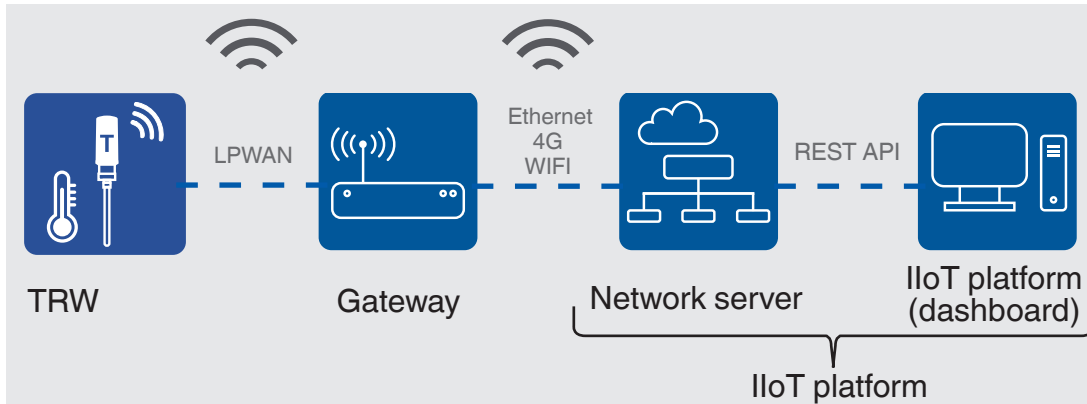 T
LPWAN
Ethernet
4G
WIFI
REST API
TRW
Gateway
Network server
IIoT platform
(dashboard)
IIoT platform